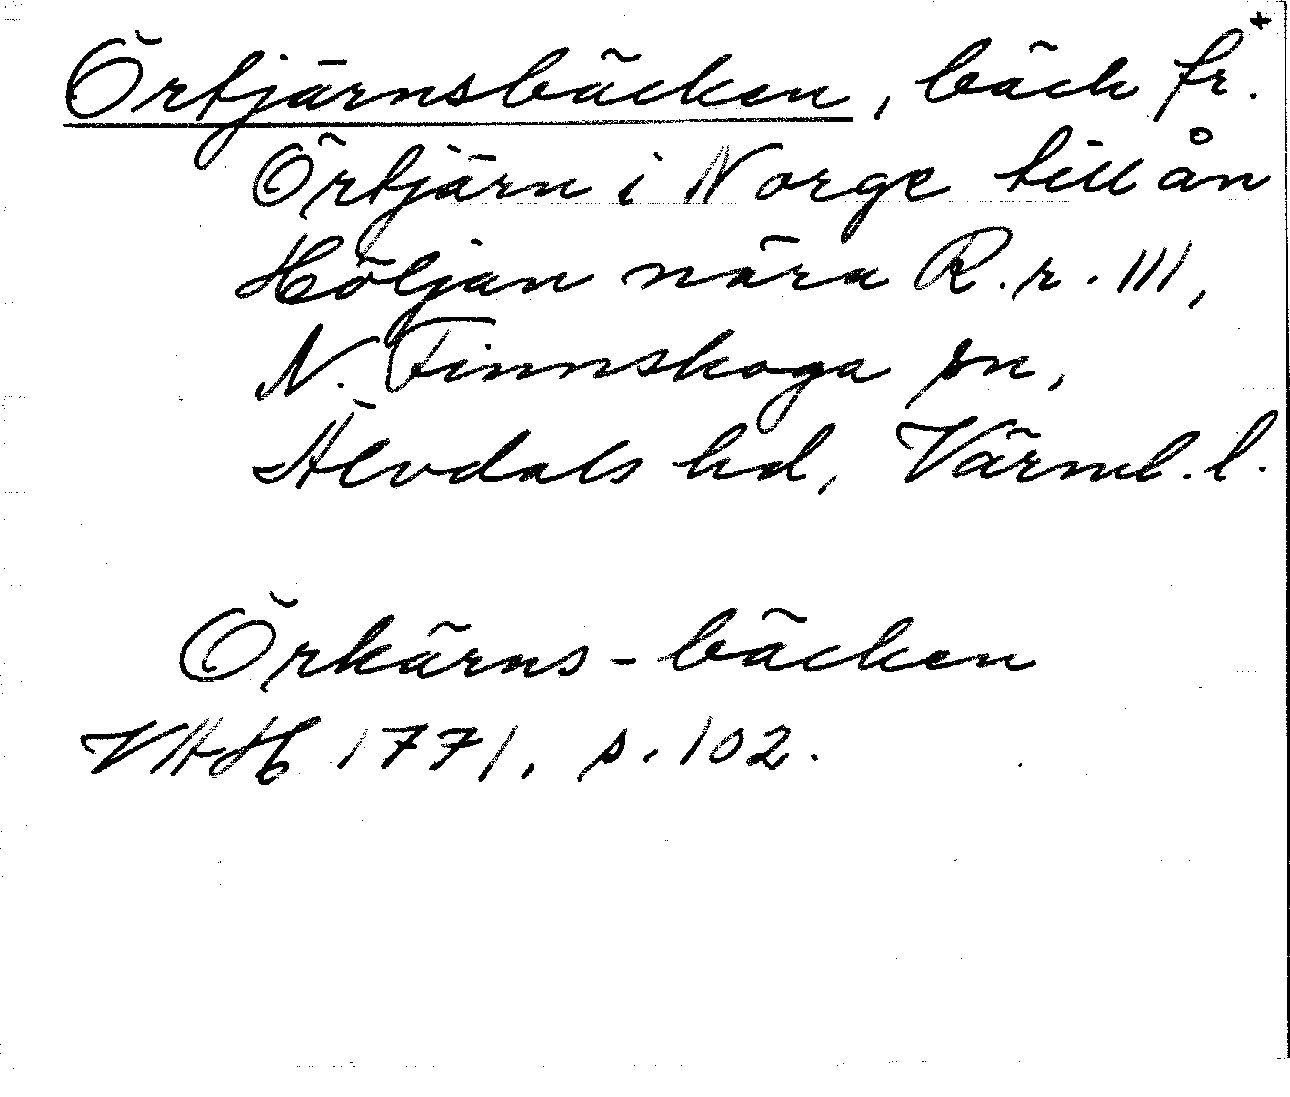 Örtjärnsbäcken, bäck fr. +
Örtjärn i Norge till ån
Höljan nära R.r. 111,
N. Finnskoga sn,
Älvdals hd, Värml. l.
Örkärns-bäcken
VHH 1771, s. 102.